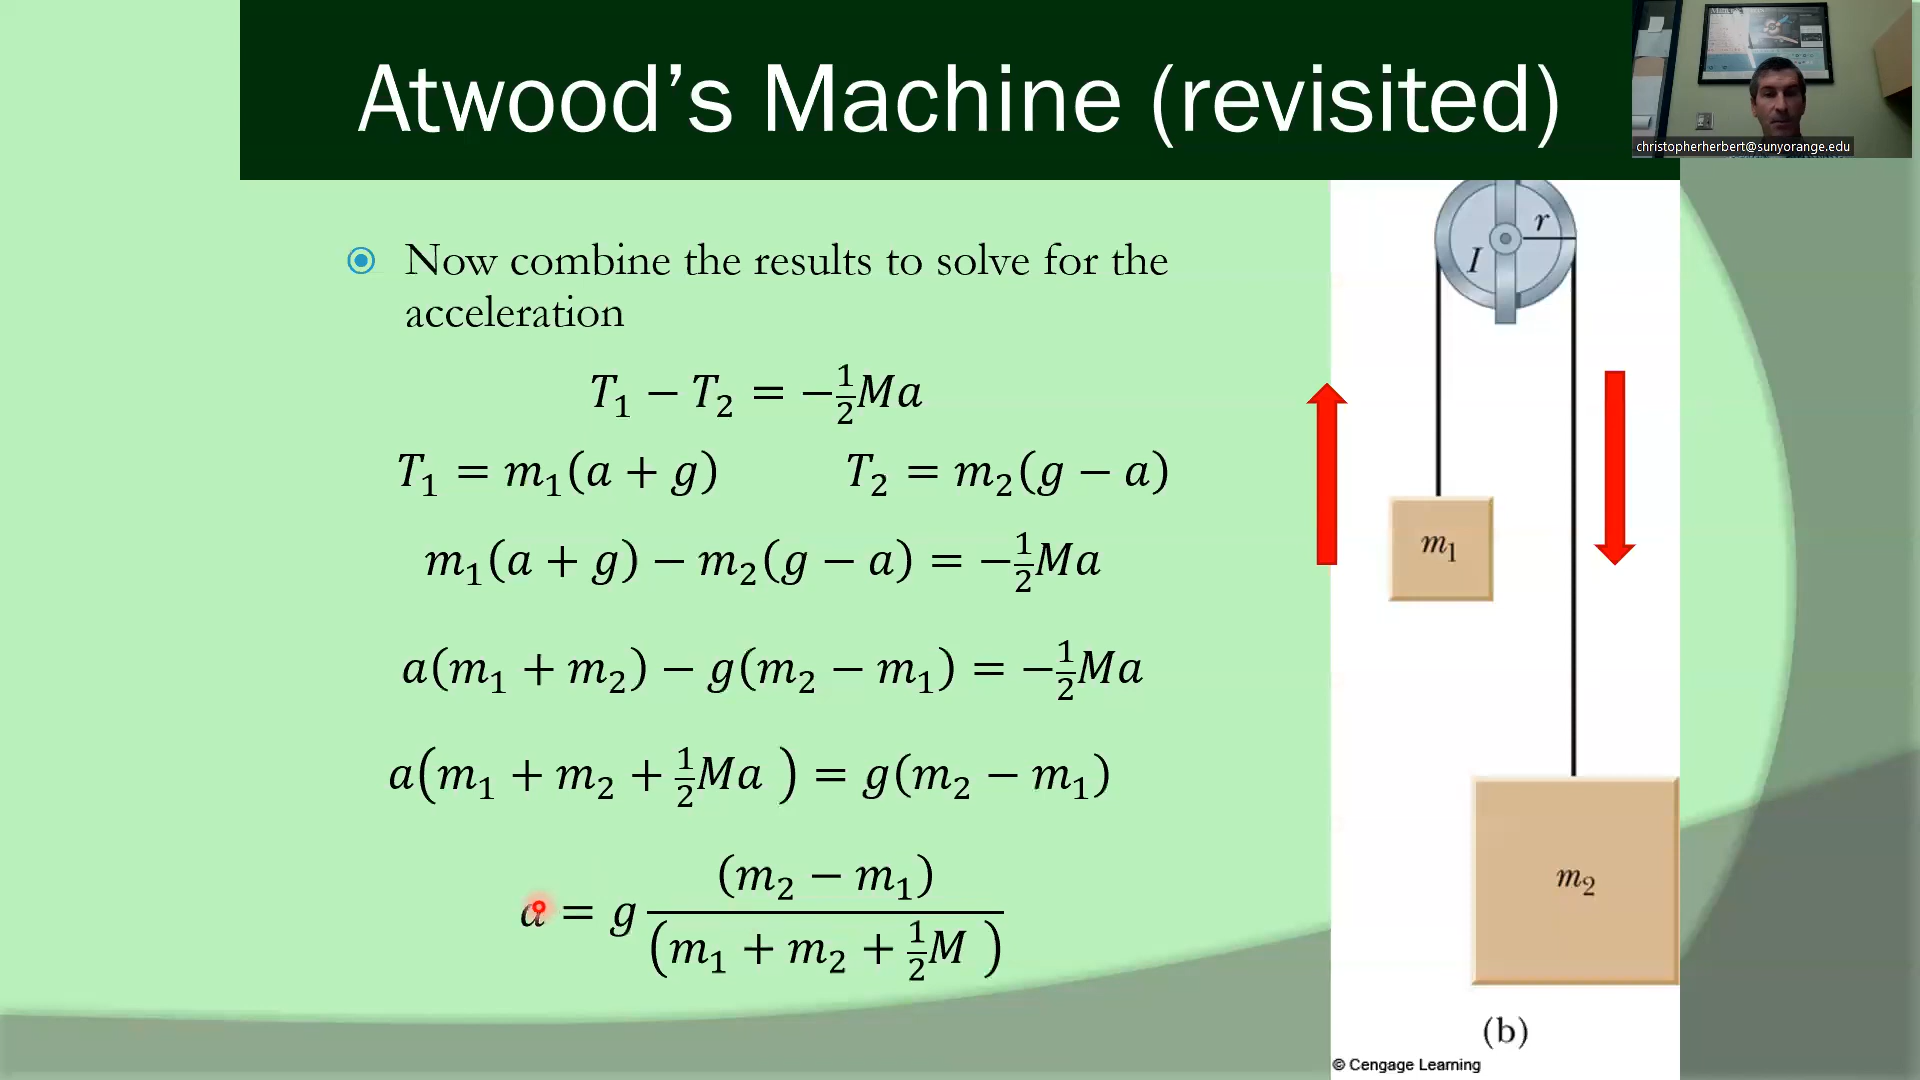 Atwood’s Machine (revisited)
christopherherbert@sunyorange.edu
Now combine the results to solve for the
acceleration
T₁ − T₂ = −½Ma
T₁ = m₁(a + g) T₂ = m₂(g − a)
m₁(a + g) − m₂(g − a) = −½Ma
a(m₁ + m₂) − g(m₂ − m₁) = −½Ma
a(m₁ + m₂ + ½Ma ) = g(m₂ − m₁)
a = g (m₂ − m₁) / (m₁ + m₂ + ½M )
r
I
m₁
m₂
(b)
© Cengage Learning